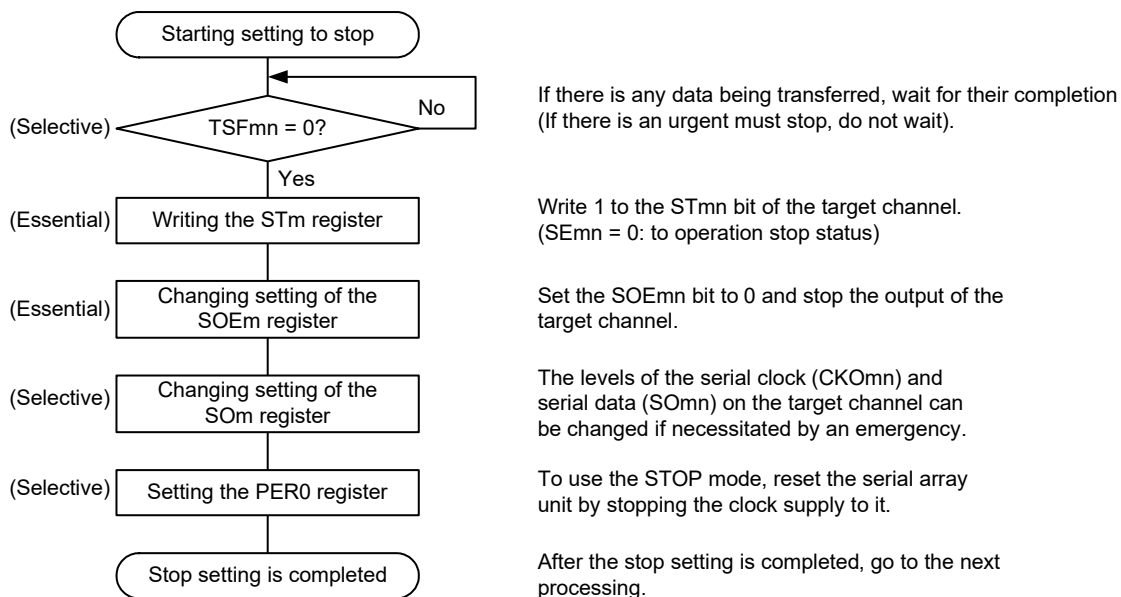 Starting setting to stop
No
If there is any data being transferred, wait for their completion
(If there is an urgent must stop, do not wait).
(Selective)
TSFmn = 0?
Yes
(Essential)
Writing the STm register
Write 1 to the STmn bit of the target channel.
(SEmn = 0: to operation stop status)
(Essential)
Changing setting of the
SOEm register
Set the SOEmn bit to 0 and stop the output of the
target channel.
(Selective)
Changing setting of the
SOm register
The levels of the serial clock (CKOmn) and
serial data (SOmn) on the target channel can
be changed if necessitated by an emergency.
(Selective)
Setting the PER0 register
To use the STOP mode, reset the serial array
unit by stopping the clock supply to it.
Stop setting is completed
After the stop setting is completed, go to the next
processing.